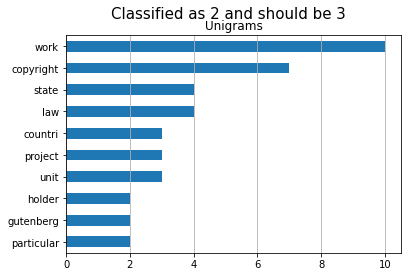 Classified as 2 and should be 3
Unigrams
work
copyright
state
law
countri
project
unit
holder
gutenberg
particular
0 2 4 6 8 10